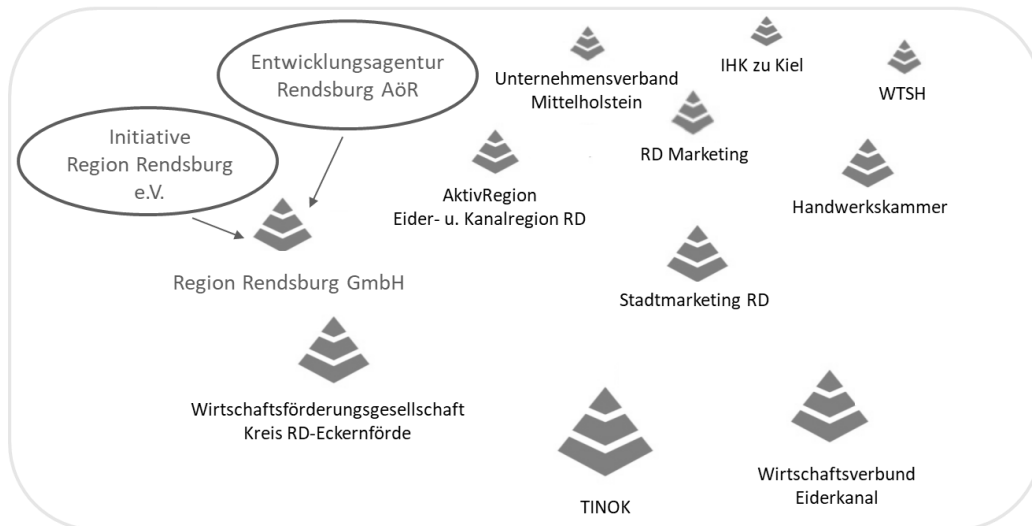 Entwicklungsagentur
Rendsburg AöR
Initiative
Region Rendsburg
e.V.
Region Rendsburg GmbH
Unternehmensverband
Mittelholstein
IHK zu Kiel
WTSH
RD Marketing
AktivRegion
Eider- u. Kanalregion RD
Handwerkskammer
Stadtmarketing RD
Wirtschaftsförderungsgesellschaft
Kreis RD-Eckernförde
TINOK
Wirtschaftsverbund
Eiderkanal